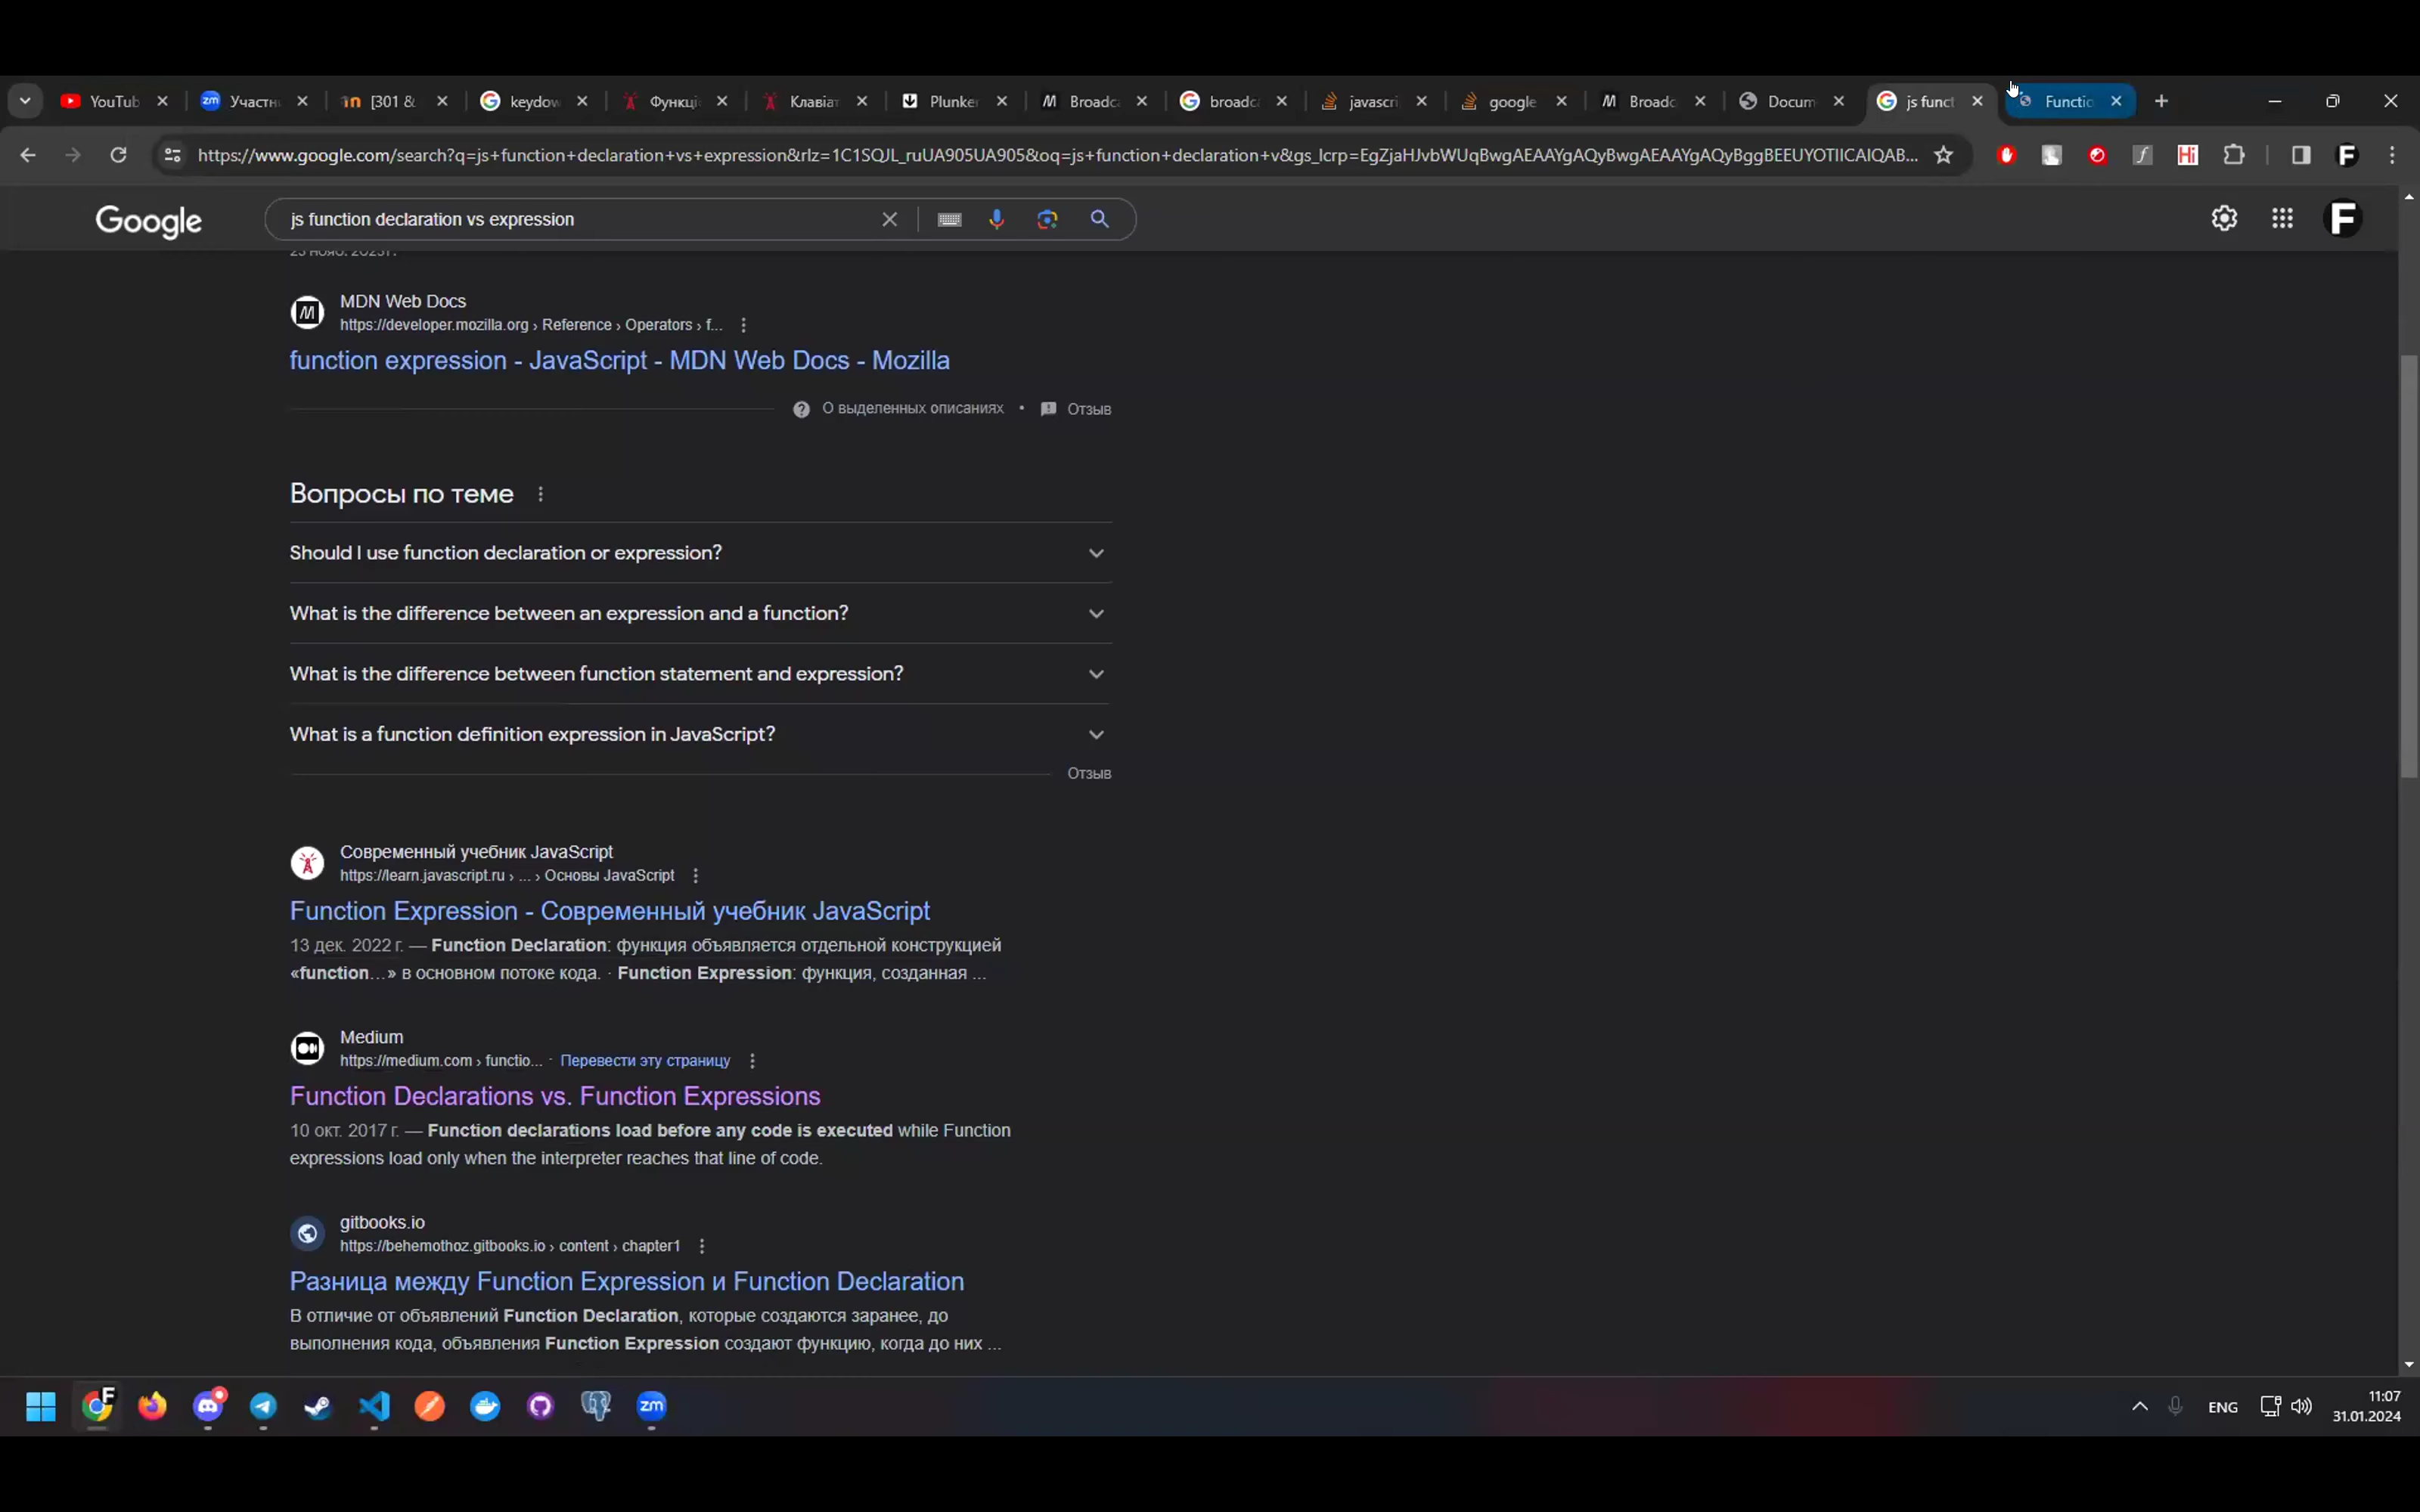 YouTub
Участн
[301 &
keydow
Функці
Клавіат
Plunker
Broadca
broadca
javascri
google
Broadc
Docum
js funct
Functio
https://www.google.com/search?q=js+function+declaration+vs+expression&rlz=1C1SQJL_ruUA905UA905&oq=js+function+declaration+v&gs_lcrp=EgZjaHJvbWUqBwgAEAAYgAQyBwgAEAAYgAQyBggBEEUYOTIICAIQAB...
Google
js function declaration vs expression
MDN Web Docs
https://developer.mozilla.org › Reference › Operators › f...
function expression - JavaScript - MDN Web Docs - Mozilla
О выделенных описаниях • Отзыв
Вопросы по теме
Should I use function declaration or expression?
What is the difference between an expression and a function?
What is the difference between function statement and expression?
What is a function definition expression in JavaScript?
Отзыв
Современный учебник JavaScript
https://learn.javascript.ru › ... › Основы JavaScript
Function Expression - Современный учебник JavaScript
13 дек. 2022 г. — Function Declaration: функция объявляется отдельной конструкцией
«function...» в основном потоке кода. · Function Expression: функция, созданная ...
Medium
https://medium.com › functio... · Перевести эту страницу
Function Declarations vs. Function Expressions
10 окт. 2017 г. — Function declarations load before any code is executed while Function
expressions load only when the interpreter reaches that line of code.
gitbooks.io
https://behemothoz.gitbooks.io › content › chapter1
Разница между Function Expression и Function Declaration
В отличие от объявлений Function Declaration, которые создаются заранее, до
выполнения кода, объявления Function Expression создают функцию, когда до них ...
ENG
11:07
31.01.2024